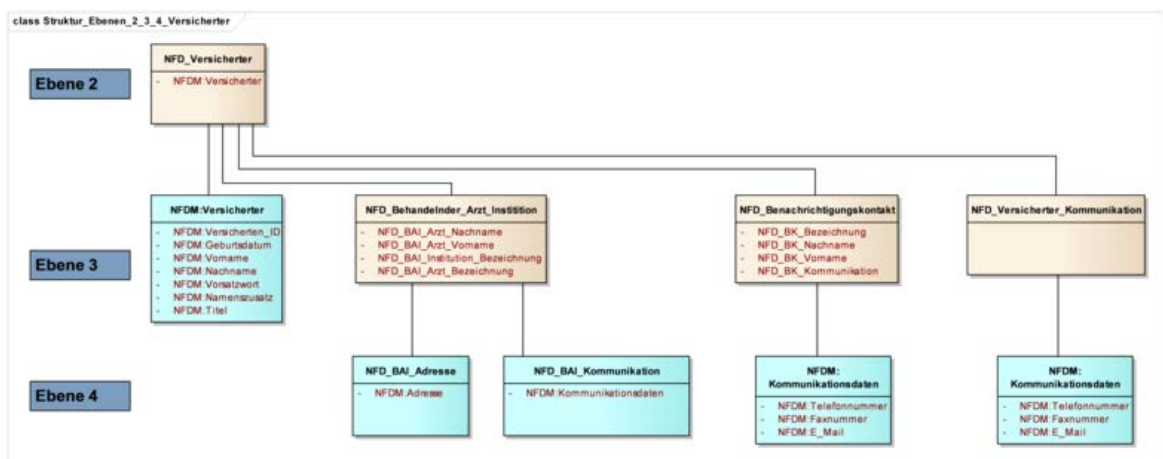 class Struktur_Ebenen_2_3_4_Versicherter
Ebene 2
NFD_Versicherter
- NFDM:Versicherter
Ebene 3
NFDM:Versicherter
- NFDM:Versicherten_ID
- NFDM:Geburtsdatum
- NFDM:Vorname
- NFDM:Nachname
- NFDM:Vorsatzwort
- NFDM:Namenszusatz
- NFDM:Titel
NFD_Behandelnder_Arzt_Institition
- NFD_BAI_Arzt_Nachname
- NFD_BAI_Arzt_Vorname
- NFD_BAI_Institution_Bezeichnung
- NFD_BAI_Arzt_Bezeichnung
NFD_Benachrichtigungskontakt
- NFD_BK_Bezeichnung
- NFD_BK_Nachname
- NFD_BK_Vorname
- NFD_BK_Kommunikation
NFD_Versicherter_Kommunikation
Ebene 4
NFD_BAI_Adresse
- NFDM:Adresse
NFD_BAI_Kommunikation
- NFDM:Kommunikationsdaten
NFDM:
Kommunikationsdaten
- NFDM:Telefonnummer
- NFDM:Faxnummer
- NFDM:E_Mail
NFDM:
Kommunikationsdaten
- NFDM:Telefonnummer
- NFDM:Faxnummer
- NFDM:E_Mail